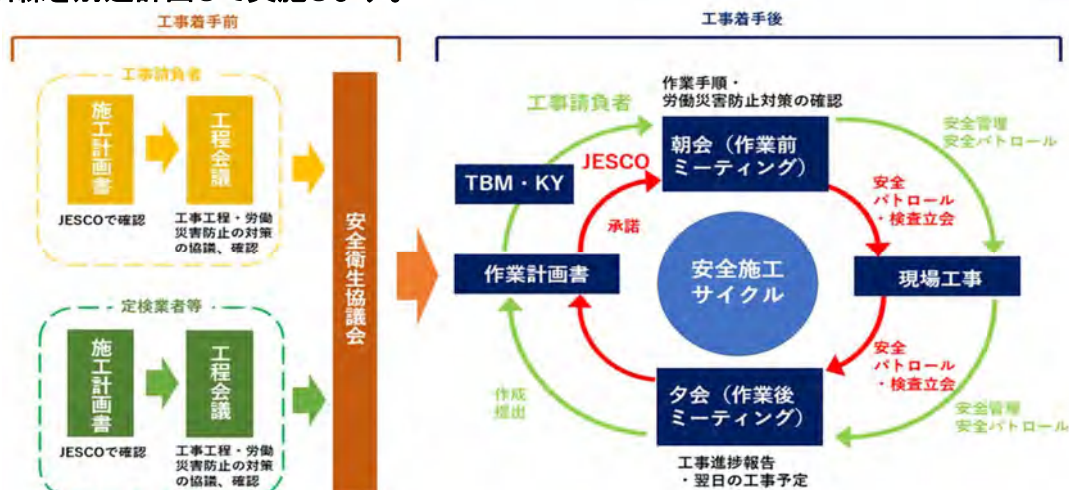 工事着手前
工事請負者
施工計画書
工程会議
JESCOで確認
工事工程・労働
災害防止の対策
の協議、確認
定検業者等
施工計画書
工程会議
JESCOで確認
工事工程・労働
災害防止の対策
の協議、確認
安全衛生協議会
工事着手後
工事請負者
作業手順・
労働災害防止対策の確認
朝会（作業前
ミーティング）
安全管理
安全パトロール
TBM・KY
JESCO
承諾
安全
パトロール
・検査立会
作業計画書
安全施工
サイクル
現場工事
安全
パトロール
・検査立会
作成
提出
夕会（作業後
ミーティング）
安全管理
安全パトロール
工事進捗報告
・翌日の工事予定